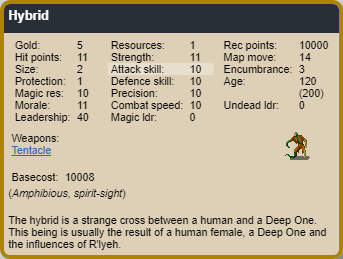 Hybrid
Gold: 5 Resources: 1 Rec points: 10000
Hit points: 11 Strength: 11 Map move: 14
Size: 2 Attack skill: 10 Encumbrance: 3
Protection: 1 Defence skill: 10 Age: 120
Magic res: 10 Precision: 10 (200)
Morale: 11 Combat speed: 10 Undead ldr: 0
Leadership: 40 Magic ldr: 0
Weapons:
Tentacle
Basecost: 10008
(Amphibious, spirit-sight)
The hybrid is a strange cross between a human and a Deep One.
This being is usually the result of a human female, a Deep One and
the influences of R'lyeh.